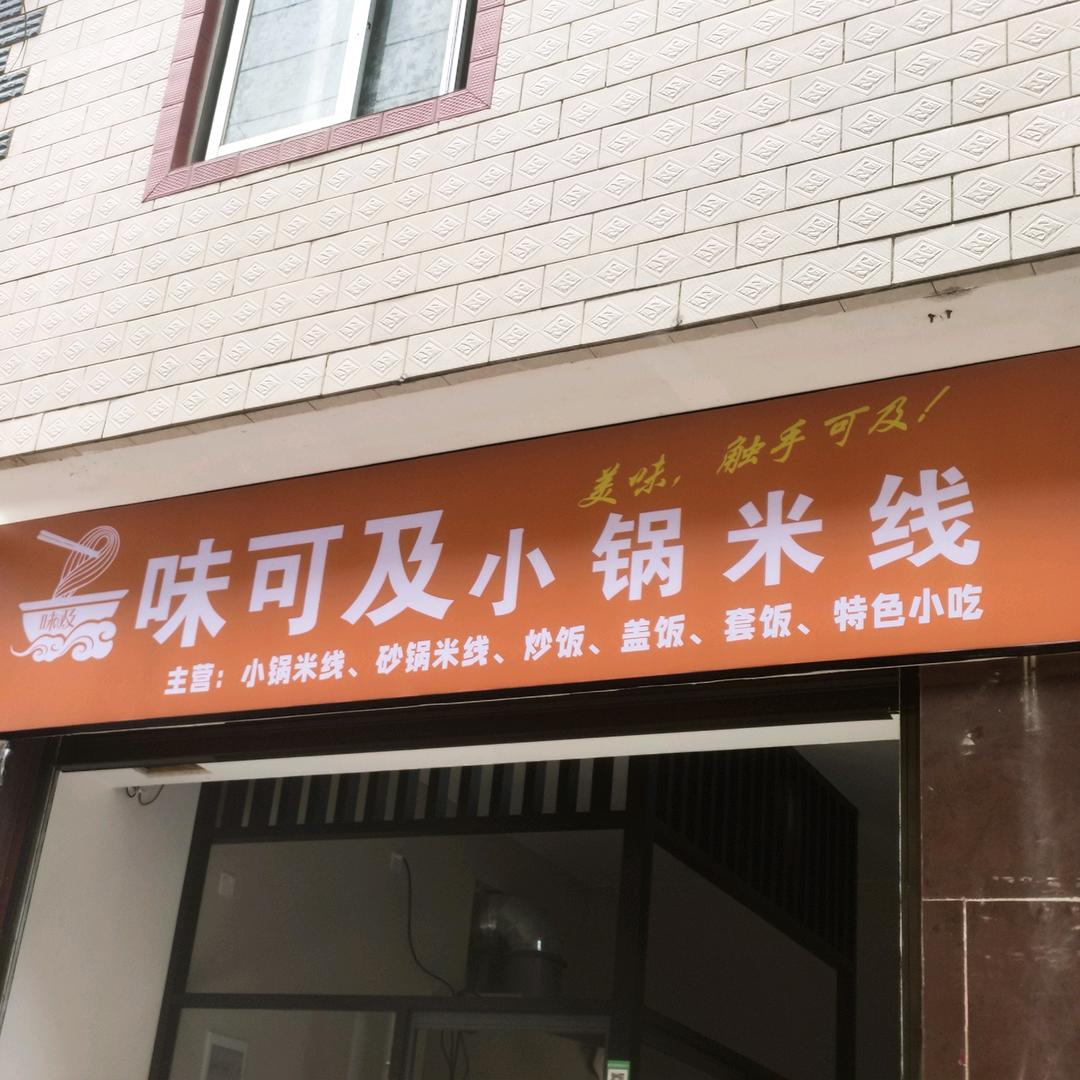 美味，触手可及！
味可及小锅米线
味及
主营：小锅米线、砂锅米线、炒饭、盖饭、套饭、特色小吃